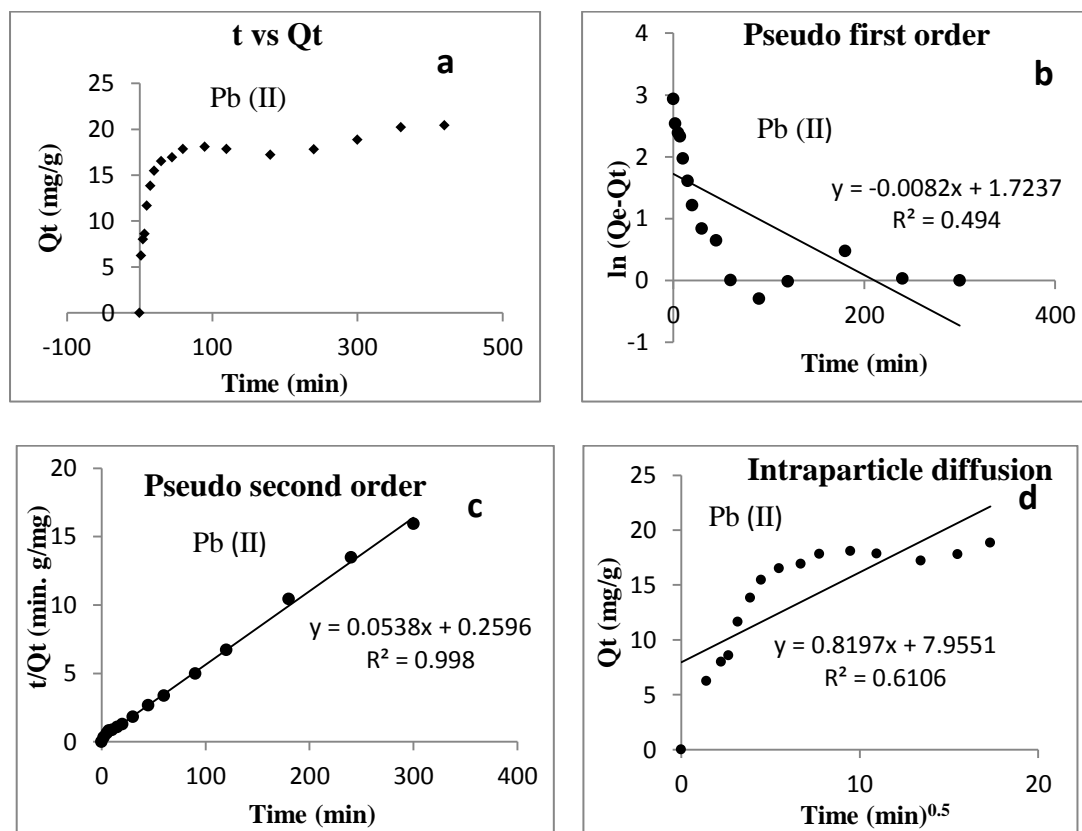 t vs Qt
a
Pb (II)
25
20
15
10
5
0
Qt (mg/g)
-100
100
300
500
Time (min)
Pseudo first order
b
Pb (II)
4
3
2
1
0
-1
ln (Qe-Qt)
y = -0.0082x + 1.7237
R² = 0.494
0
200
400
Time (min)
Pseudo second order
c
Pb (II)
20
15
10
5
0
t/Qt (min. g/mg)
y = 0.0538x + 0.2596
R² = 0.998
0
100
200
300
400
Time (min)
Intraparticle diffusion
d
Pb (II)
25
20
15
10
5
0
Qt (mg/g)
y = 0.8197x + 7.9551
R² = 0.6106
0
10
20
Time (min)^0.5